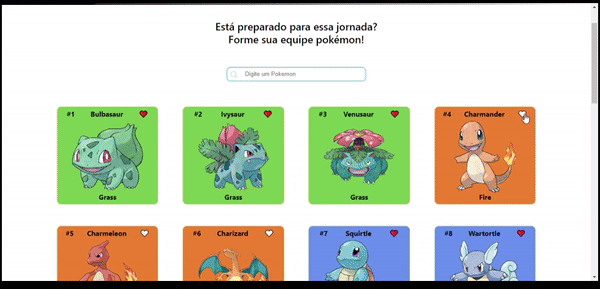 Está preparado para essa jornada?
Forme sua equipe pokémon!
Digite um Pokemon
#1 Bulbasaur
#2 Ivysaur
#3 Venusaur
#4 Charmander
Grass
Grass
Grass
Fire
#5 Charmeleon
#6 Charizard
#7 Squirtle
#8 Wartortle